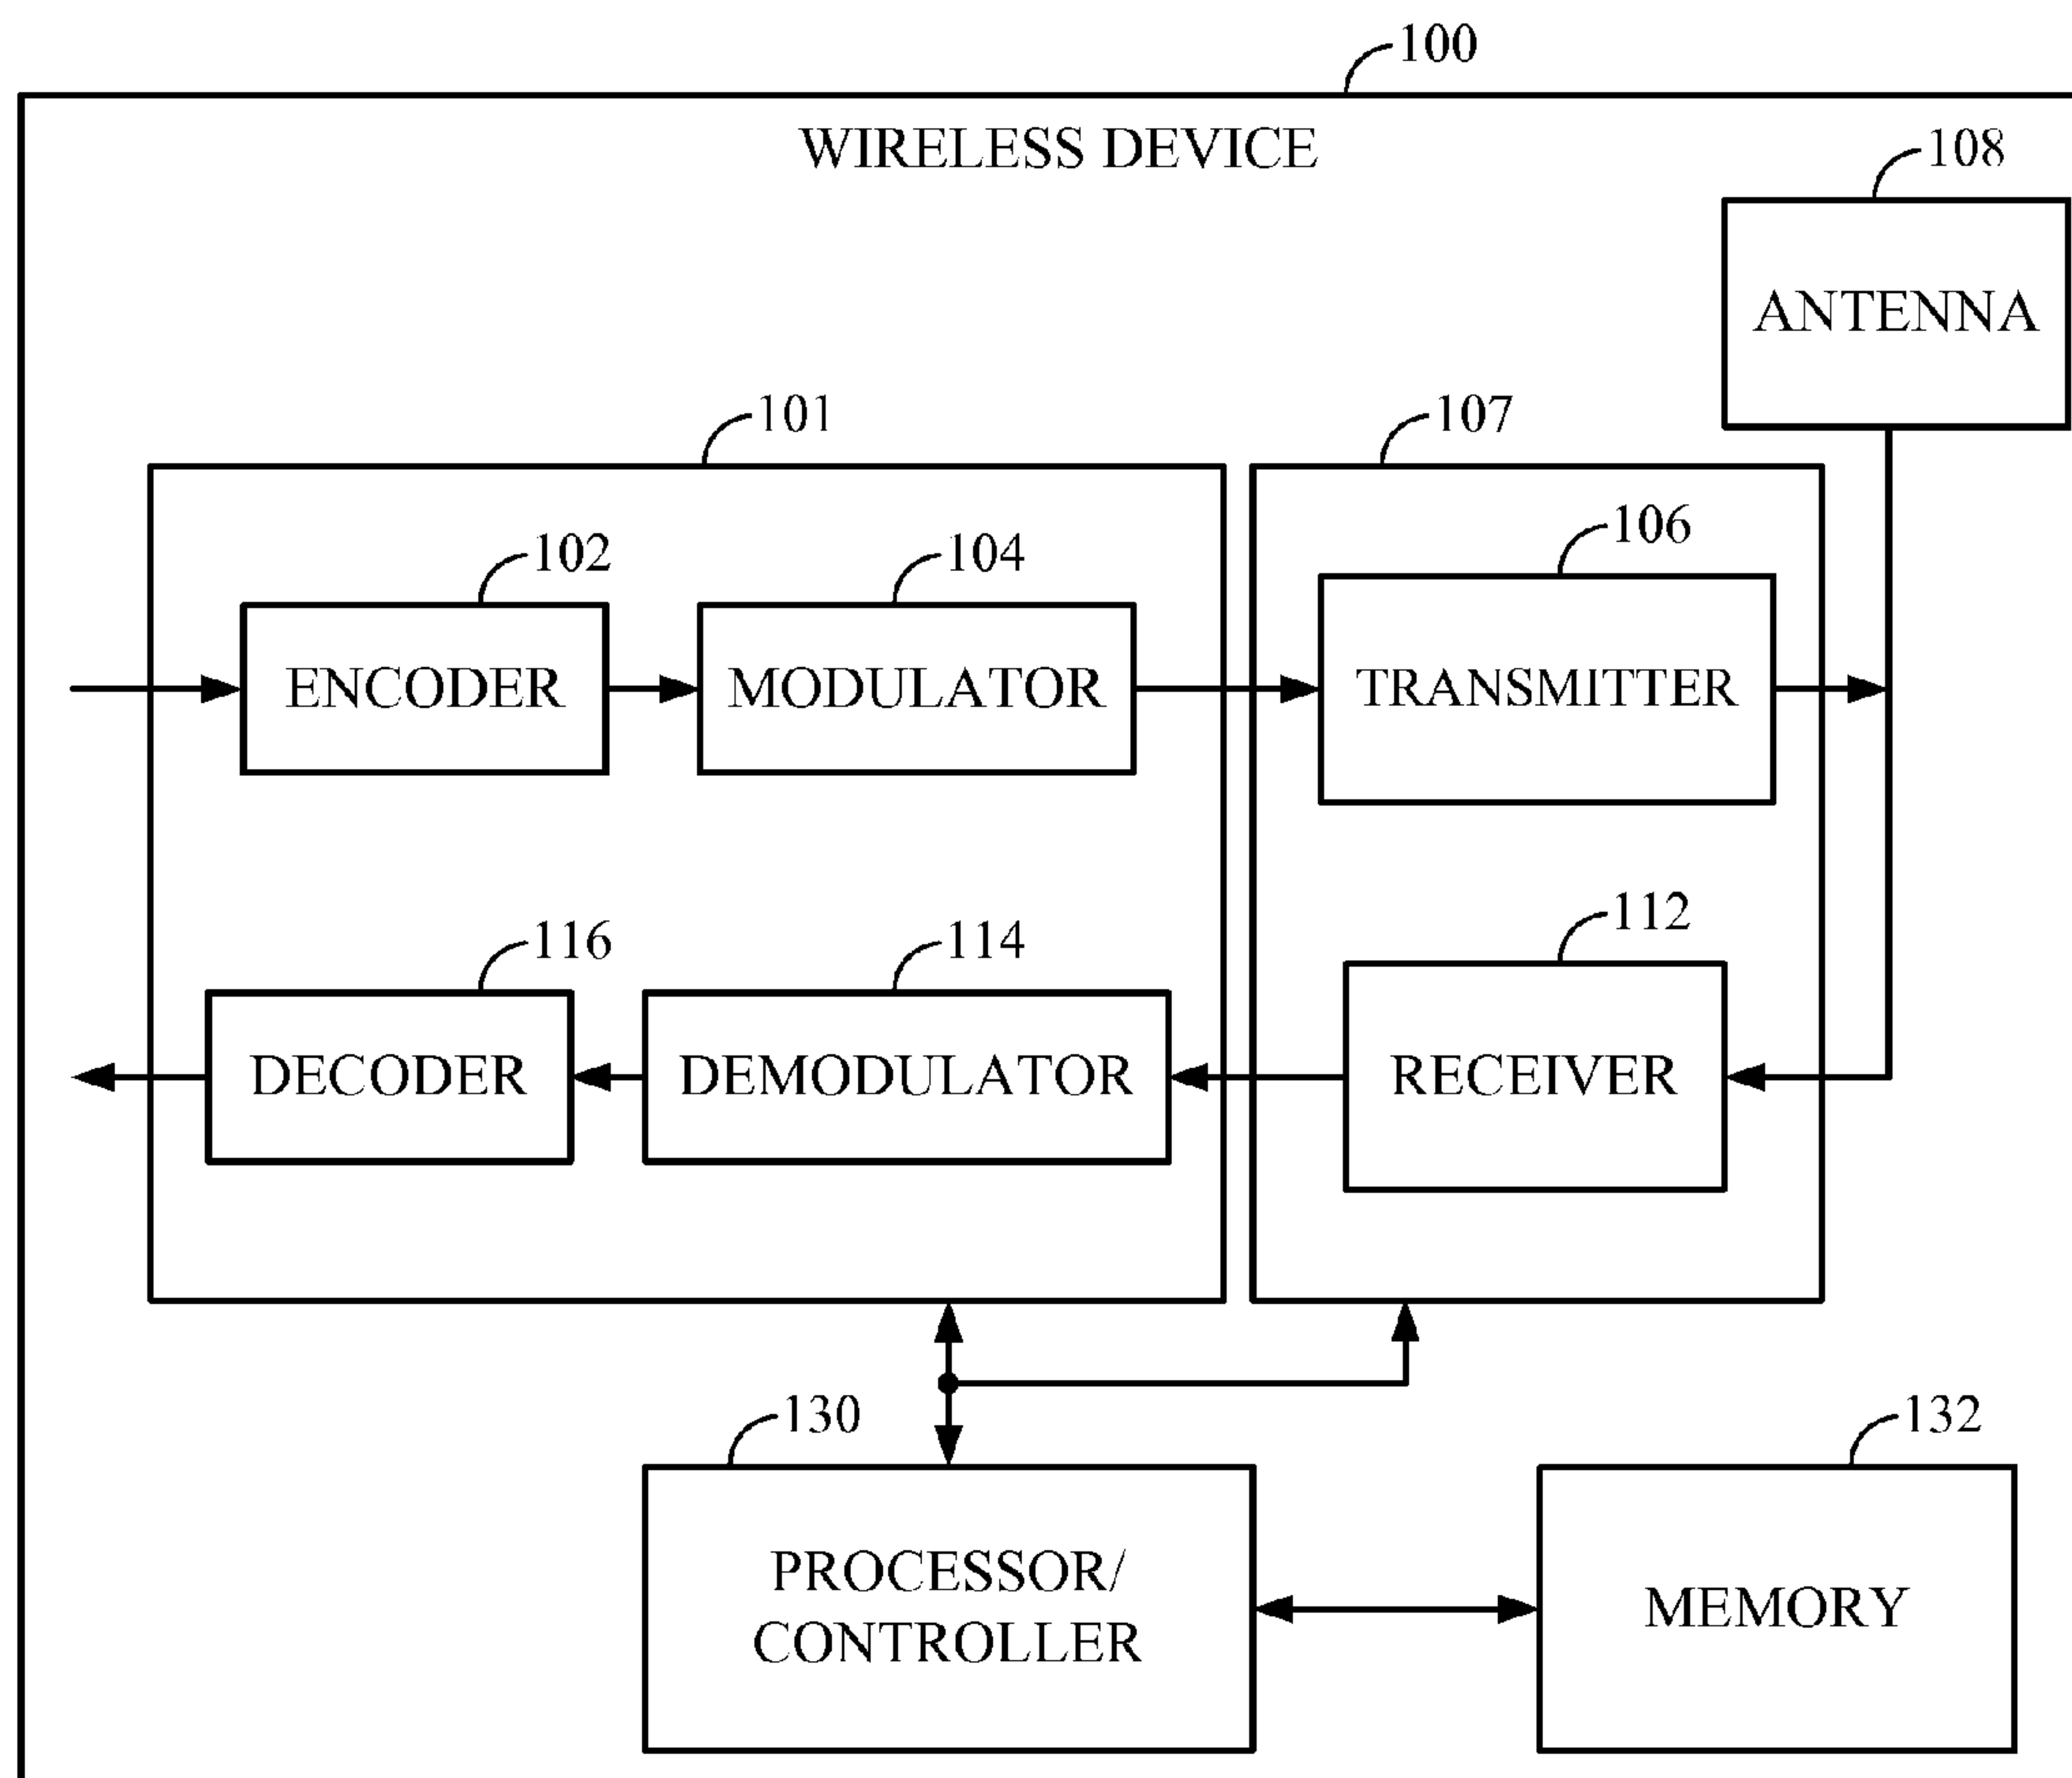 100
WIRELESS DEVICE
108
ANTENNA
101
107
102
104
106
ENCODER
MODULATOR
TRANSMITTER
116
114
112
DECODER
DEMODULATOR
RECEIVER
130
132
PROCESSOR/
CONTROLLER
MEMORY